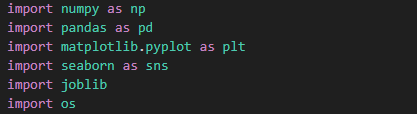 import numpy as np
import pandas as pd
import matplotlib.pyplot as plt
import seaborn as sns
import joblib
import os